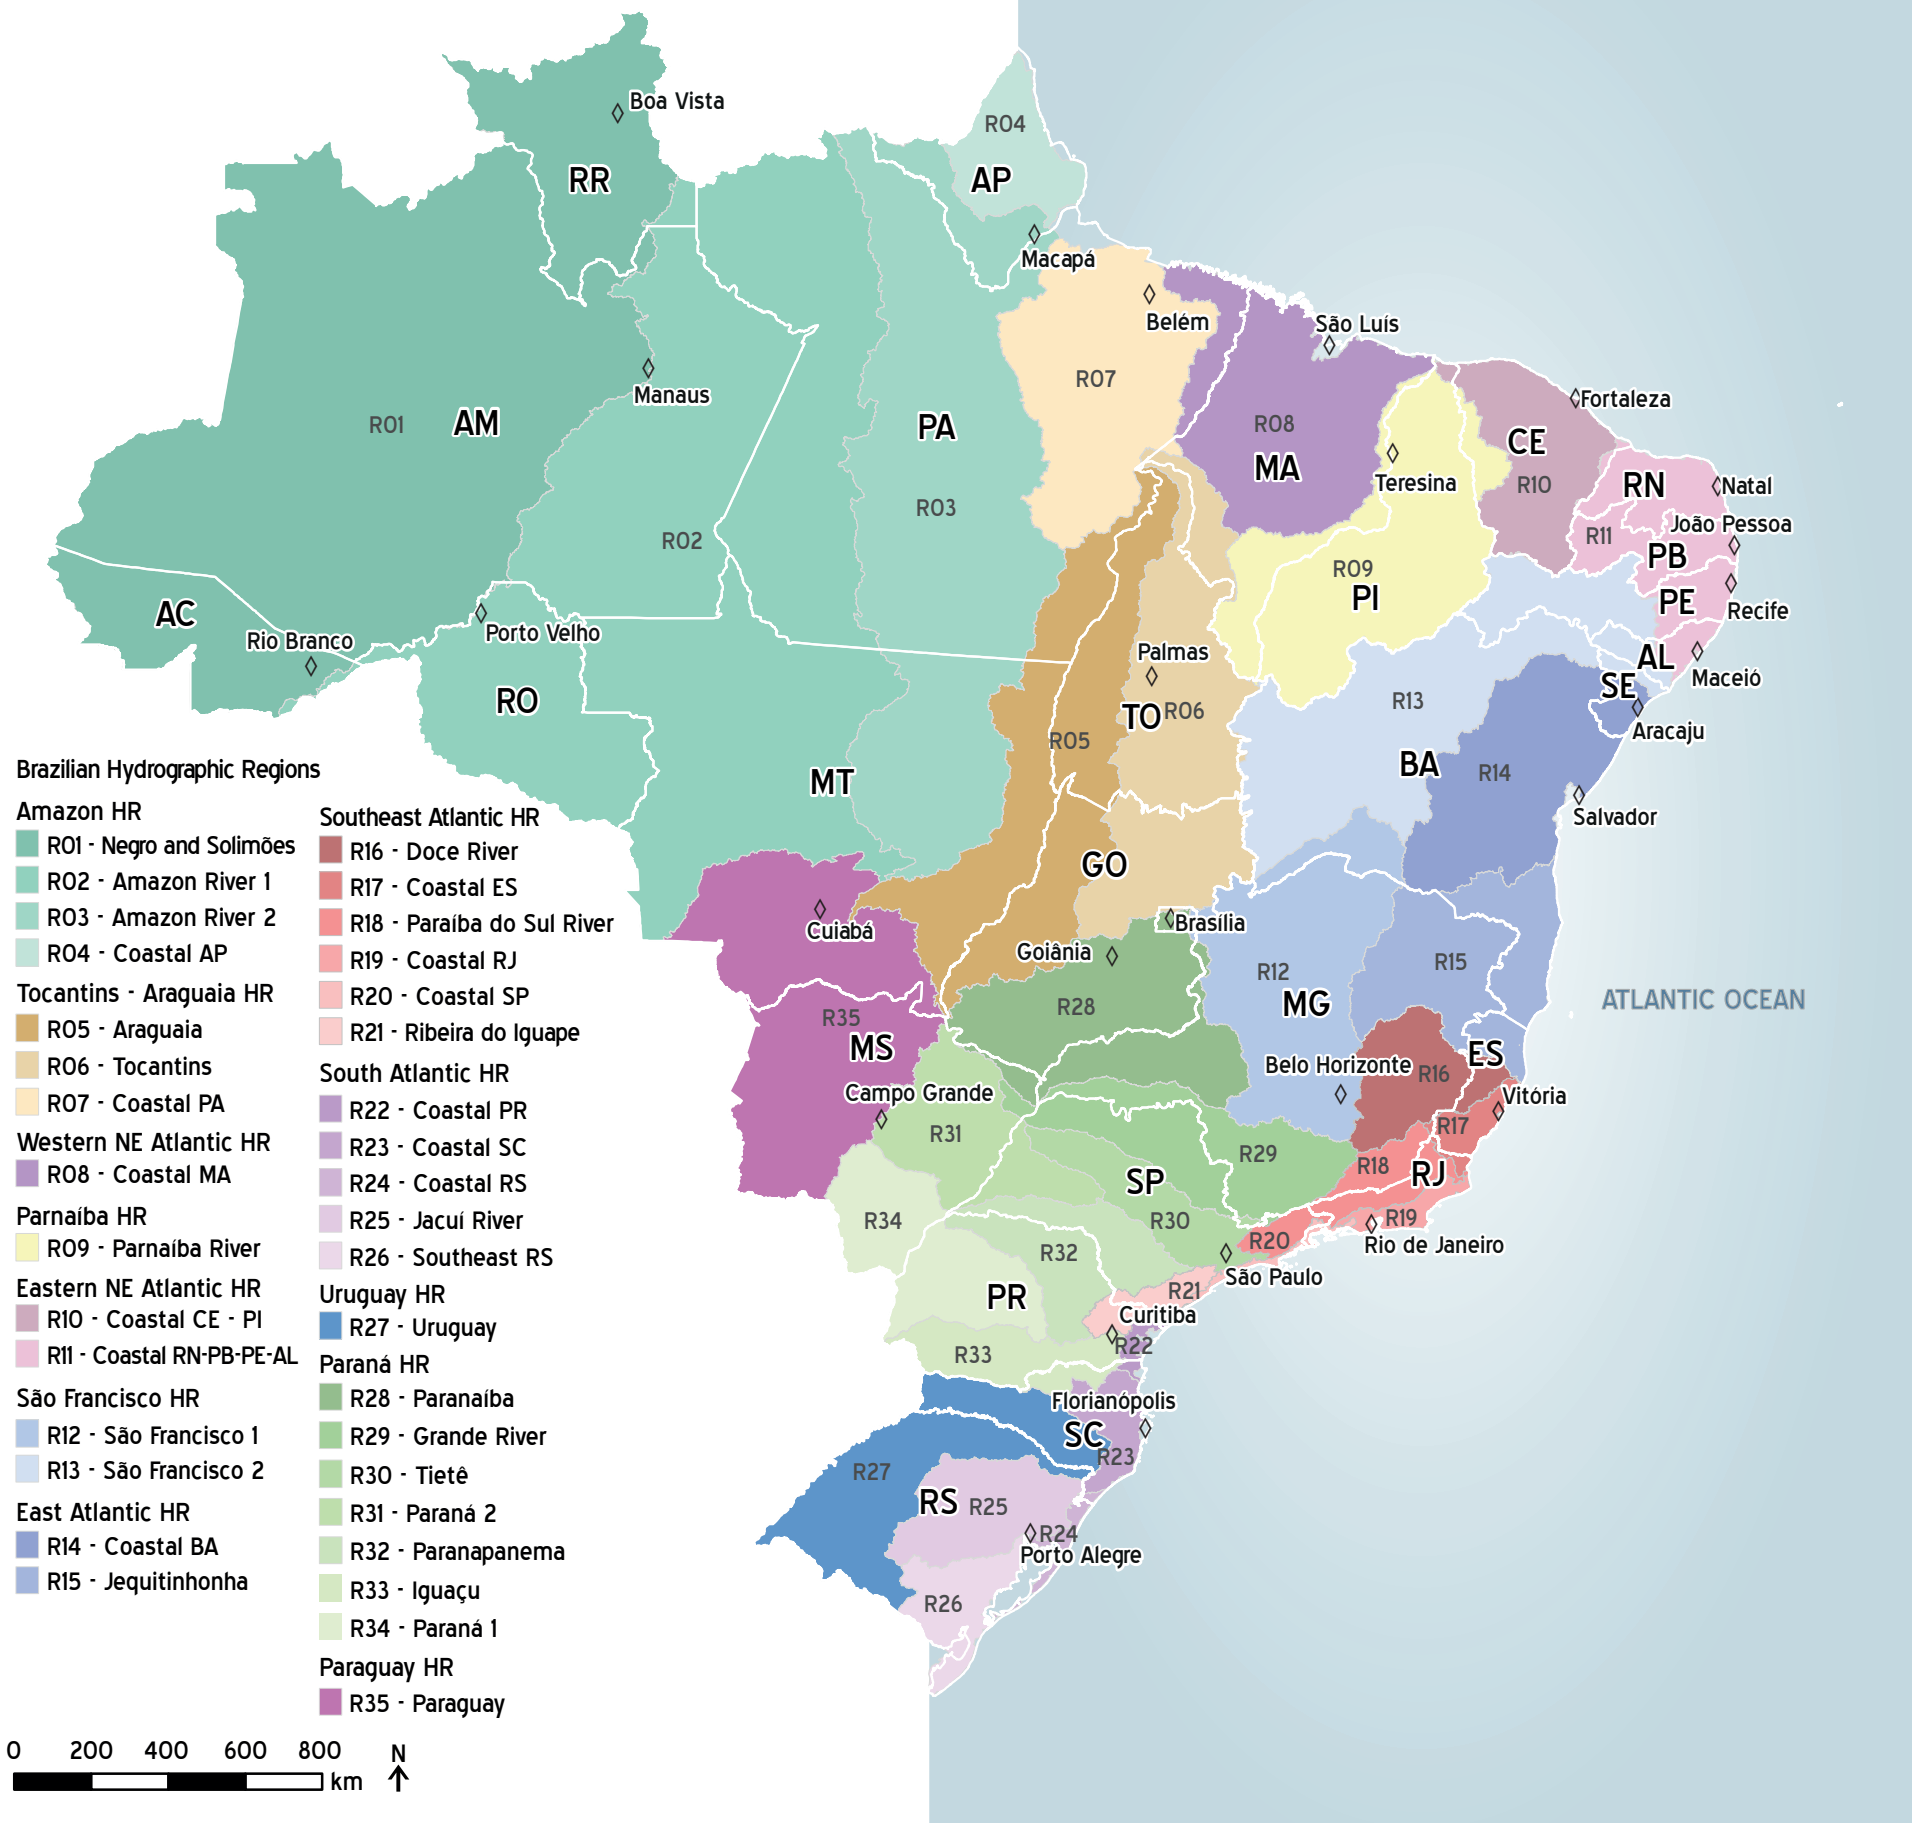 Boa Vista
RR
R04
AP
Macapá
Belém
São Luís
Manaus
R01
AM
PA
R07
R08
MA
Teresina
Fortaleza
CE
R10
RN
Natal
João Pessoa
R11
PB
PE
Recife
R03
R02
R09
PI
AC
Rio Branco
Porto Velho
RO
Palmas
TO
R06
R05
R13
AL
Maceió
SE
Aracaju
BA
R14
Salvador
MT
GO
Cuiabá
Brasília
Goiânia
R12
MG
R15
ATLANTIC OCEAN
R28
R35
MS
Belo Horizonte
R16
ES
Vitória
Campo Grande
R31
R17
R29
R18
RJ
SP
R34
R30
R19
R20
Rio de Janeiro
R32
São Paulo
R21
PR
Curitiba
R22
R33
Florianópolis
SC
R23
R27
RS
R25
R24
Porto Alegre
R26
Brazilian Hydrographic Regions
Amazon HR
R01 - Negro and Solimões
R02 - Amazon River 1
R03 - Amazon River 2
R04 - Coastal AP
Tocantins - Araguaia HR
R05 - Araguaia
R06 - Tocantins
R07 - Coastal PA
Western NE Atlantic HR
R08 - Coastal MA
Parnaíba HR
R09 - Parnaíba River
Eastern NE Atlantic HR
R10 - Coastal CE - PI
R11 - Coastal RN-PB-PE-AL
São Francisco HR
R12 - São Francisco 1
R13 - São Francisco 2
East Atlantic HR
R14 - Coastal BA
R15 - Jequitinhonha
Southeast Atlantic HR
R16 - Doce River
R17 - Coastal ES
R18 - Paraíba do Sul River
R19 - Coastal RJ
R20 - Coastal SP
R21 - Ribeira do Iguape
South Atlantic HR
R22 - Coastal PR
R23 - Coastal SC
R24 - Coastal RS
R25 - Jacuí River
R26 - Southeast RS
Uruguay HR
R27 - Uruguay
Paraná HR
R28 - Paranaíba
R29 - Grande River
R30 - Tietê
R31 - Paraná 2
R32 - Paranapanema
R33 - Iguaçu
R34 - Paraná 1
Paraguay HR
R35 - Paraguay
0 200 400 600 800
km
N